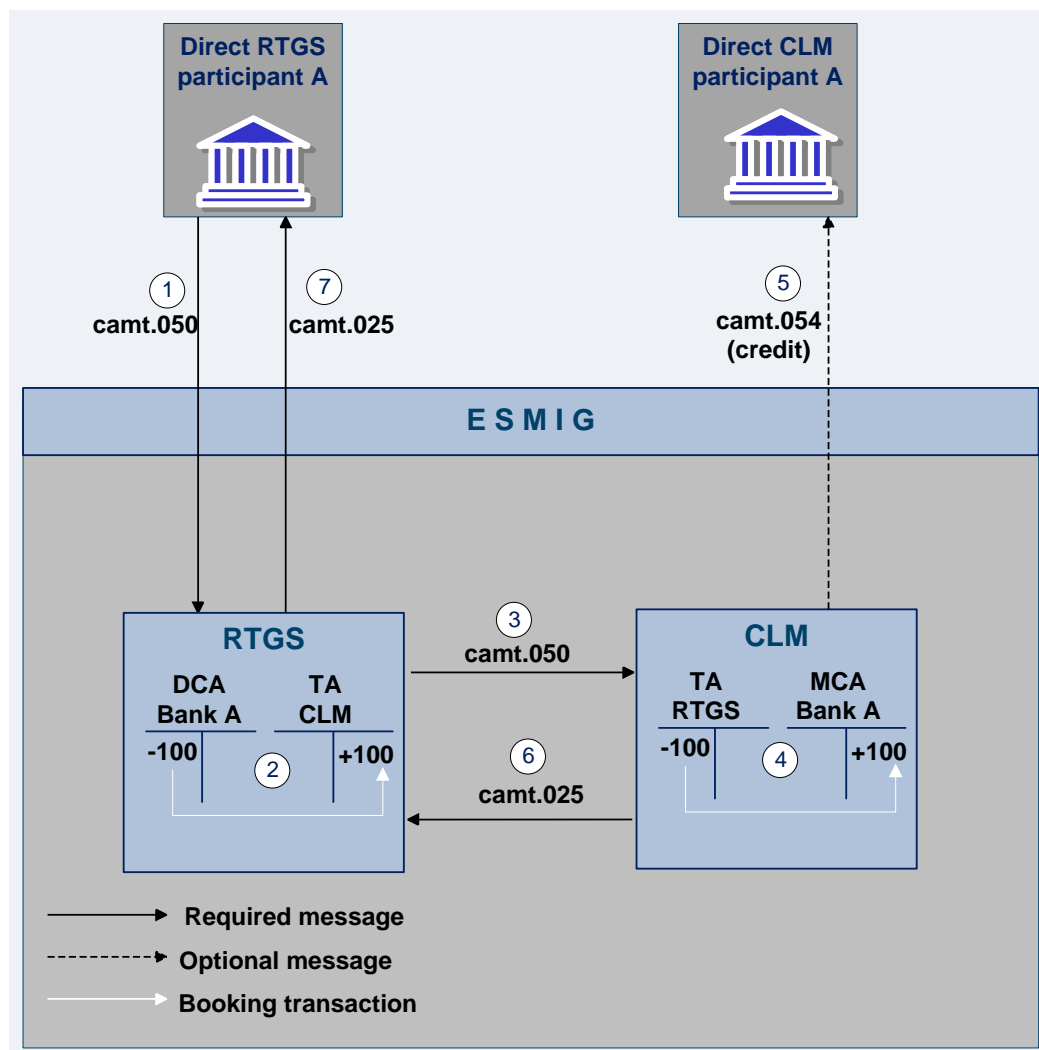 Direct RTGS
participant A
Direct CLM
participant A
1
camt.050
7
camt.025
5
camt.054
(credit)
E S M I G
RTGS
DCA
Bank A
TA
CLM
-100
+100
2
3
camt.050
6
camt.025
CLM
TA
RTGS
MCA
Bank A
-100
+100
4
Required message
Optional message
Booking transaction